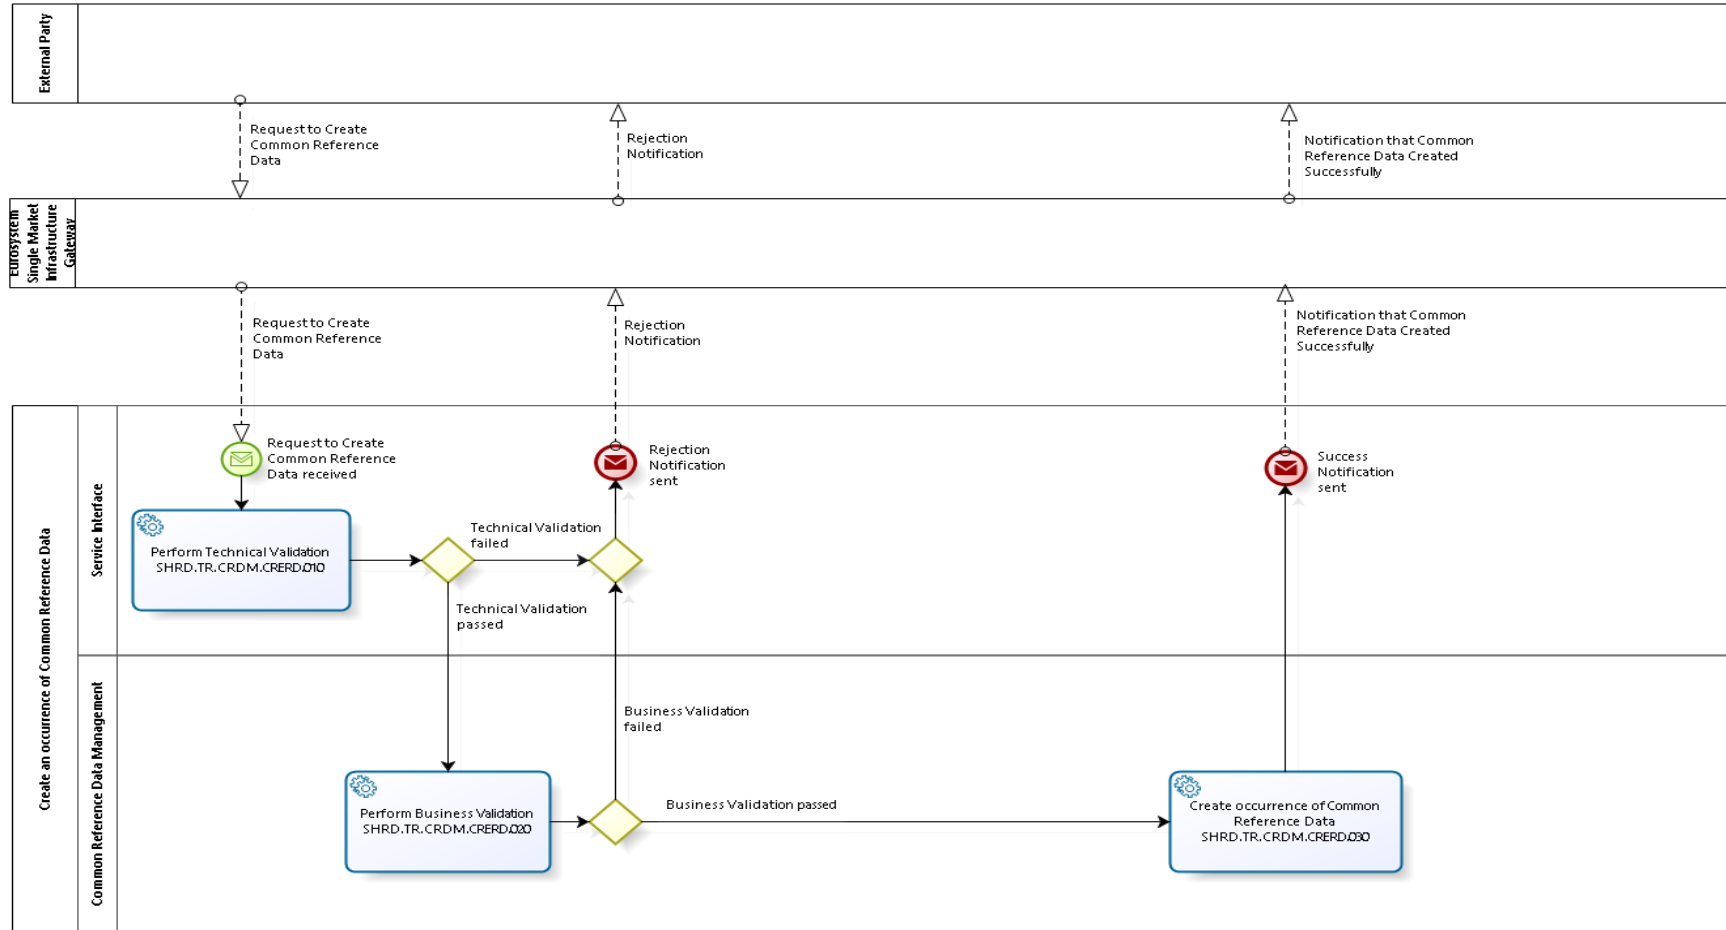 External Party
Request to Create
Common Reference
Data
Rejection
Notification
Notification that Common
Reference Data Created
Successfully
Eurosystem
Single Market
Infrastructure
Gateway
Request to Create
Common Reference
Data
Rejection
Notification
Notification that Common
Reference Data Created
Successfully
Create an occurrence of Common Reference Data
Service Interface
Request to Create
Common Reference
Data received
Rejection
Notification
sent
Success
Notification
sent
Perform Technical Validation
SHRD.TR.CRDM.CRERD.010
Technical Validation
failed
Technical Validation
passed
Common Reference Data Management
Business Validation
failed
Perform Business Validation
SHRD.TR.CRDM.CRERD.020
Business Validation passed
Create occurrence of Common
Reference Data
SHRD.TR.CRDM.CRERD.030